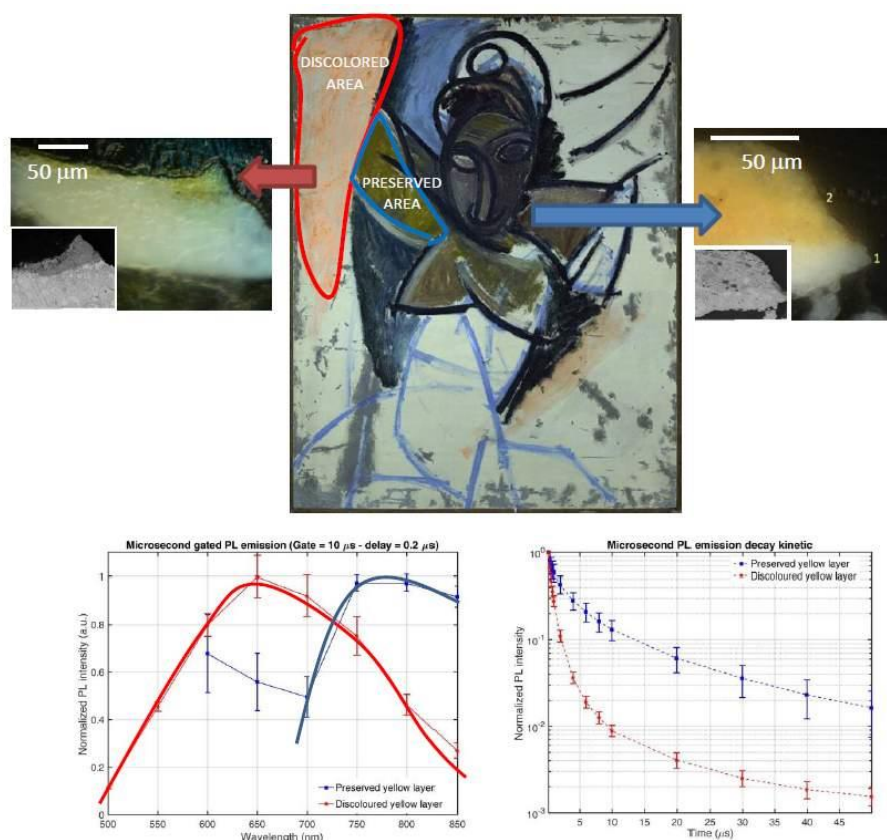 DISCOLORED
AREA
PRESERVED
AREA
50 μm
50 μm
2
1
Microsecond gated PL emission (Gate = 10 μs - delay = 0.2 μs)
Normalized PL intensity (a.u.)
1
0.8
0.6
0.4
0.2
0
500
550
600
650
700
750
800
850
Wavelength (nm)
Preserved yellow layer
Discoloured yellow layer
Microsecond PL emission decay kinetic
Preserved yellow layer
Discoloured yellow layer
Normalized PL intensity
10⁰
10⁻¹
10⁻²
10⁻³
5
10
15
20
25
30
35
40
45
Time (μs)